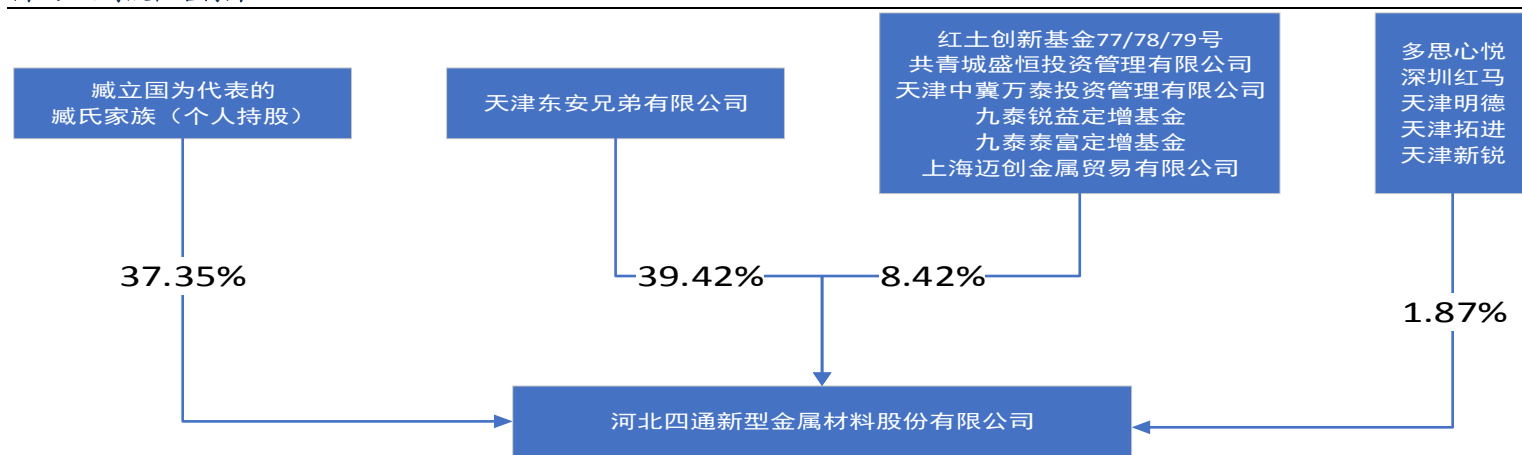 臧立国为代表的
臧氏家族（个人持股）
天津东安兄弟有限公司
红土创新基金77/78/79号
共青城盛恒投资管理有限公司
天津中冀万泰投资管理有限公司
九泰锐益定增基金
九泰泰富定增基金
上海迈创金属贸易有限公司
多思心悦
深圳红马
天津明德
天津拓进
天津新锐
37.35%
39.42%
8.42%
1.87%
河北四通新型金属材料股份有限公司